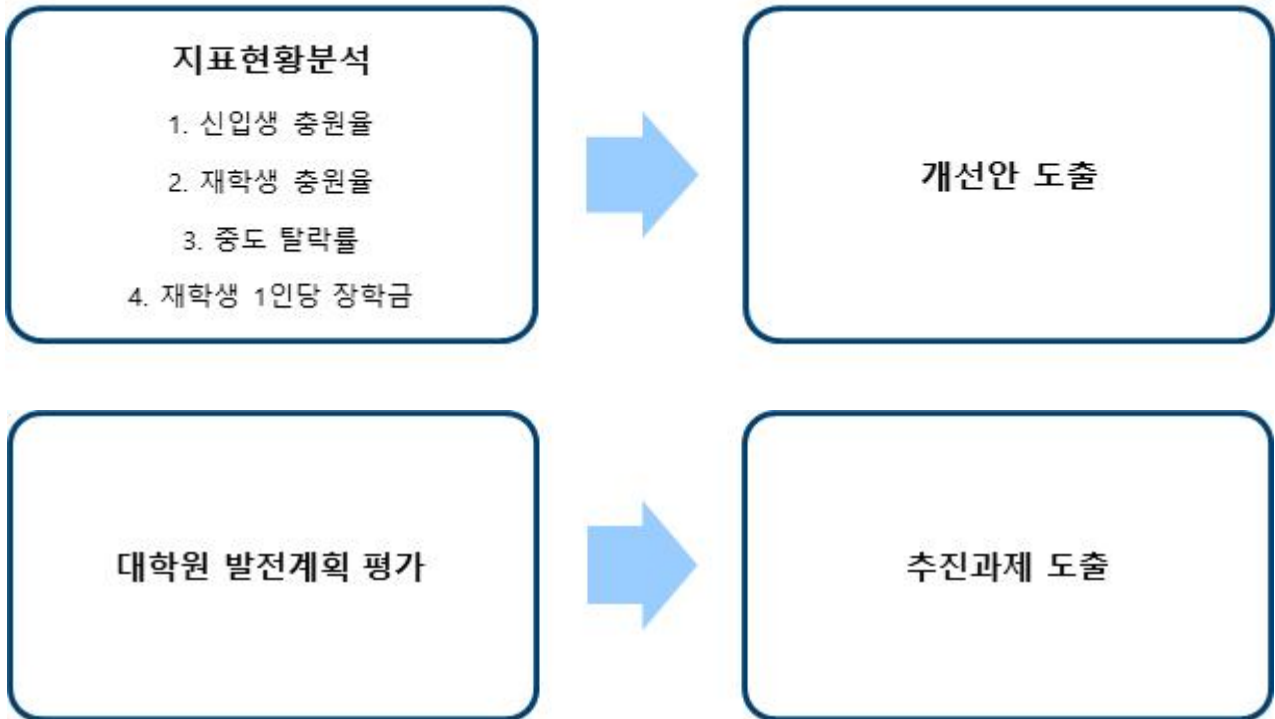 지표현황분석
1. 신입생 충원율
2. 재학생 충원율
3. 중도 탈락률
4. 재학생 1인당 장학금
개선안 도출
대학원 발전계획 평가
추진과제 도출